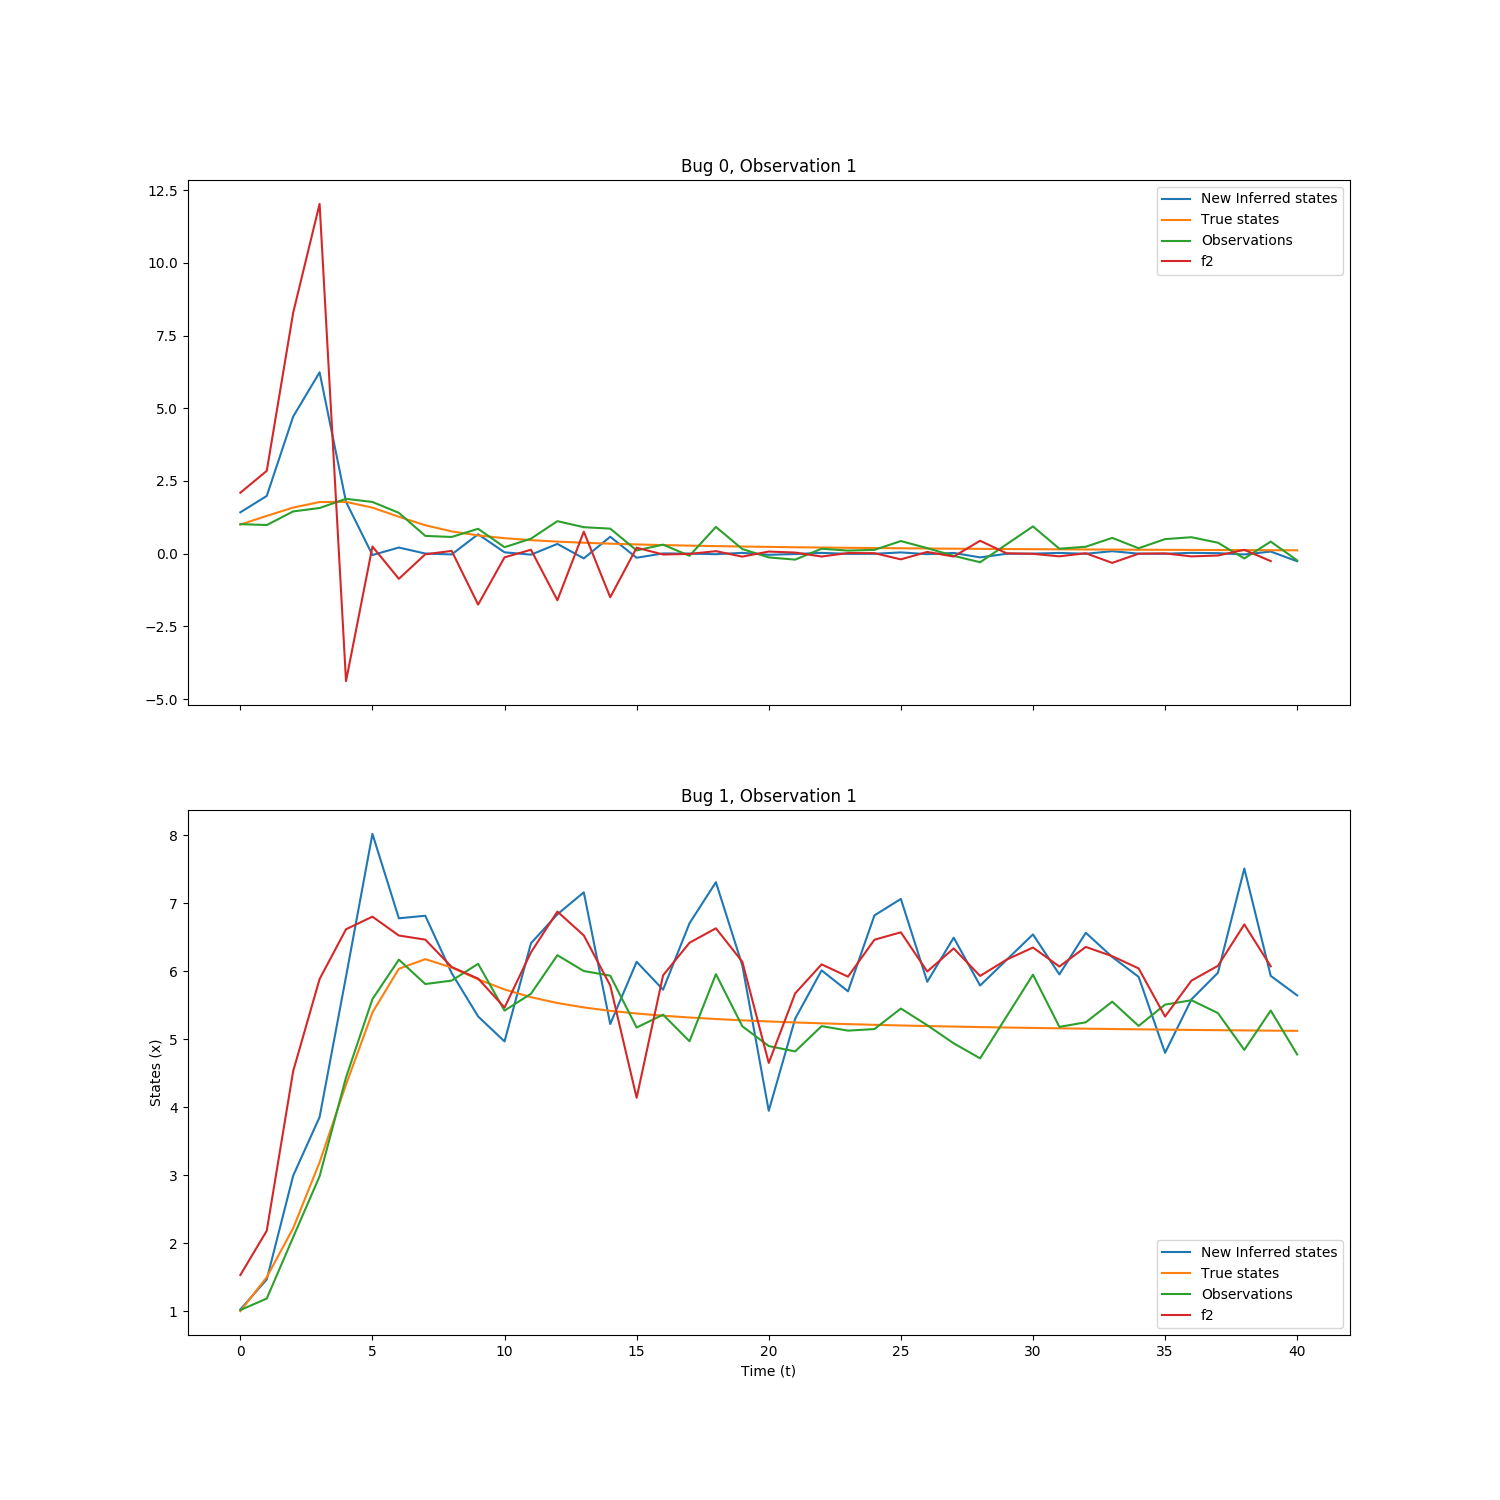 Bug 0, Observation 1
12.5
10.0
7.5
5.0
2.5
0.0
−2.5
−5.0
New Inferred states
True states
Observations
f2
Bug 1, Observation 1
States (x)
8
7
6
5
4
3
2
1
New Inferred states
True states
Observations
f2
0 5 10 15 20 25 30 35 40
Time (t)